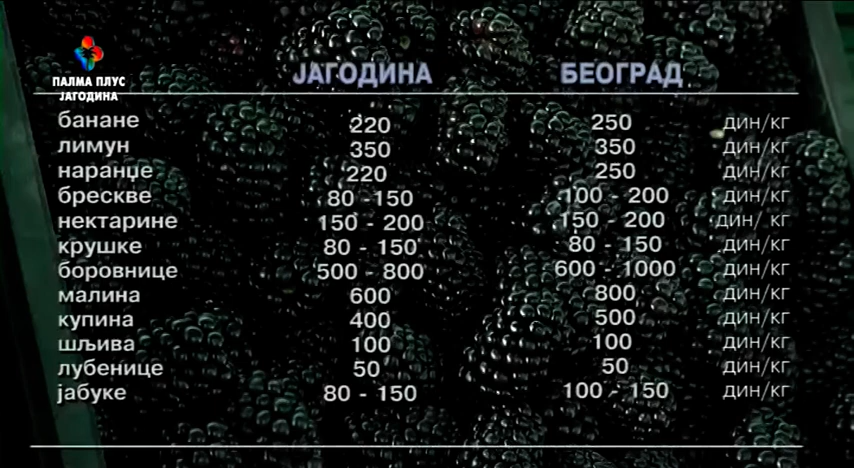 ПАЛМА ПЛУС
ЈАГОДИНА
ЈАГОДИНА БЕОГРАД
банане 220 250 дин/кг
лимун 350 350 дин/кг
наранџе 220 250 дин/кг
брескве 80 -150 100 - 200 дин/кг
нектарине 150 - 200 150 - 200 дин/ кг
крушке 80 - 150 80 - 150 дин/кг
боровнице 500 - 800 600 - 1000 дин/кг
малина 600 800 дин/кг
купина 400 500 дин/кг
шљива 100 100 дин/кг
лубенице 50 50 дин/кг
јабуке 80 - 150 100 - 150 дин/кг